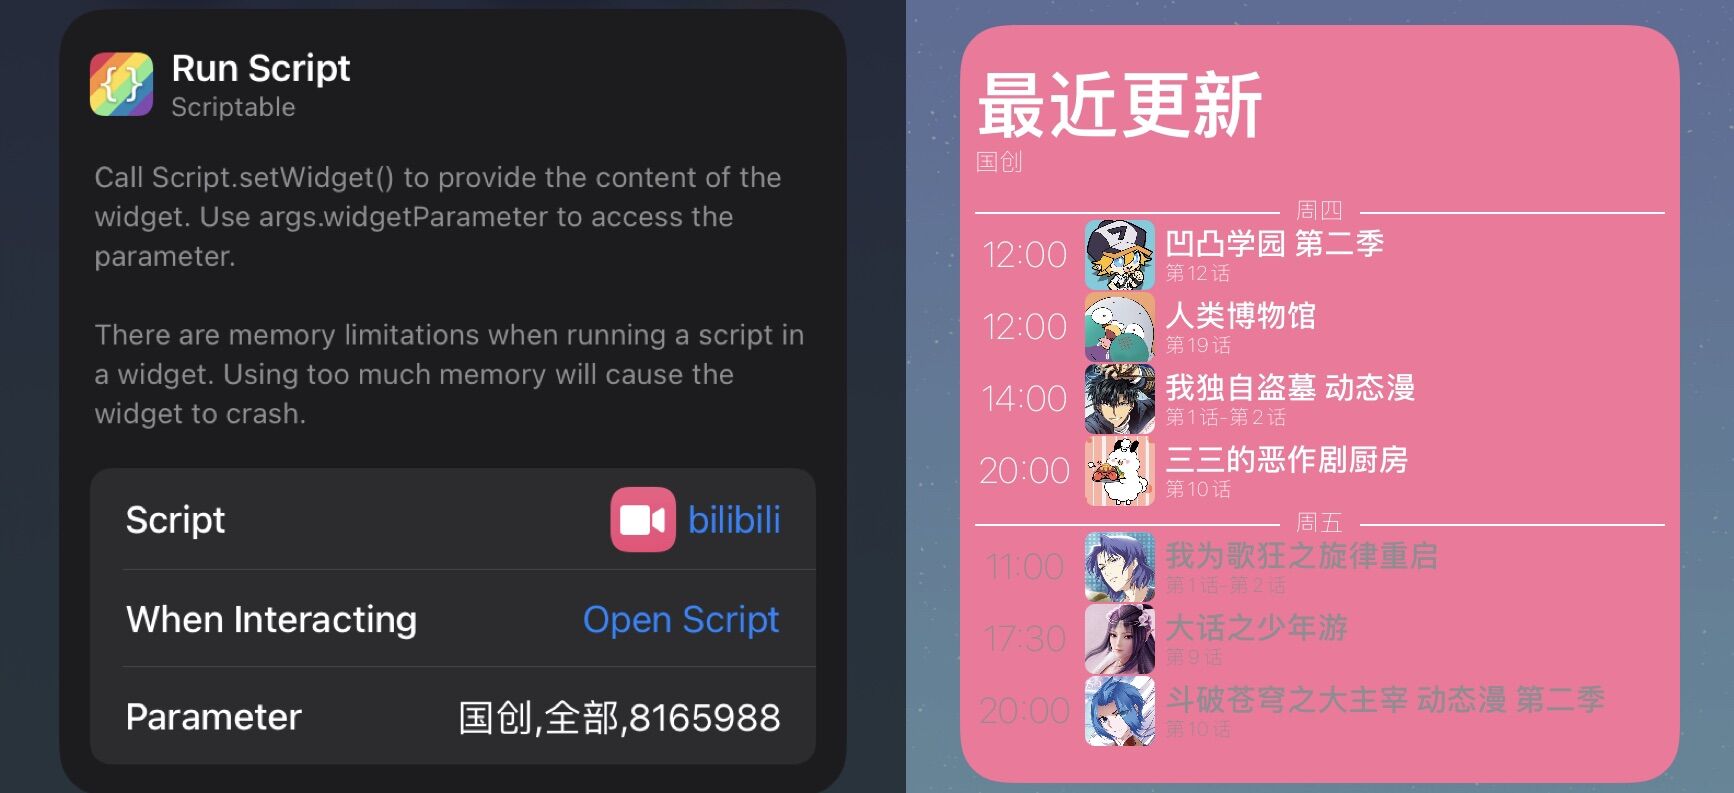 Run Script
Scriptable
Call Script.setWidget() to provide the content of the
widget. Use args.widgetParameter to access the
parameter.
There are memory limitations when running a script in
a widget. Using too much memory will cause the
widget to crash.
Script
bilibili
When Interacting
Open Script
Parameter
国创,全部,8165988
最近更新
国创
周四
12:00
凹凸学园 第二季
第12话
12:00
人类博物馆
第19话
14:00
我独自盗墓 动态漫
第1话-第2话
20:00
三三的恶作剧厨房
第10话
周五
11:00
我为歌狂之旋律重启
第1话-第2话
17:30
大话之少年游
第9话
20:00
斗破苍穹之大主宰 动态漫 第二季
第10话